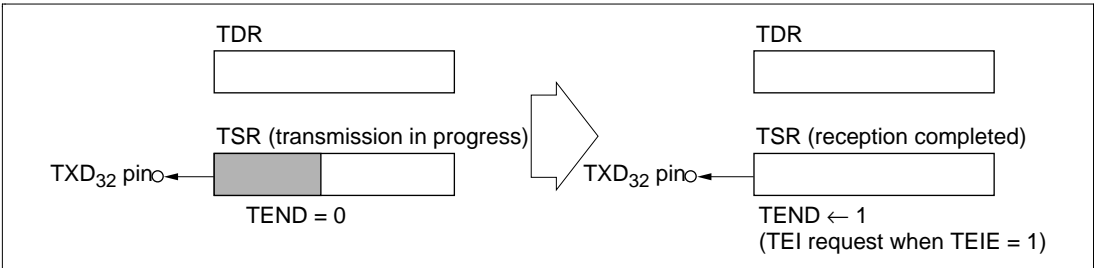 TDR
TSR (transmission in progress)
TXD32 pin
TEND = 0
TDR
TSR (reception completed)
TXD32 pin
TEND ← 1
(TEI request when TEIE = 1)